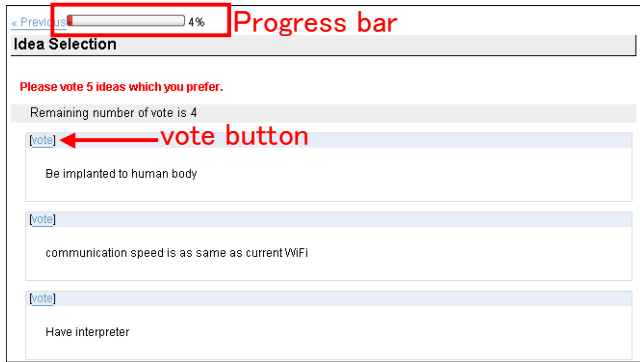 « Previous 4% Progress bar
Idea Selection
Please vote 5 ideas which you prefer.
Remaining number of vote is 4
[vote] vote button
Be implanted to human body
[vote]
communication speed is as same as current WiFi
[vote]
Have interpreter